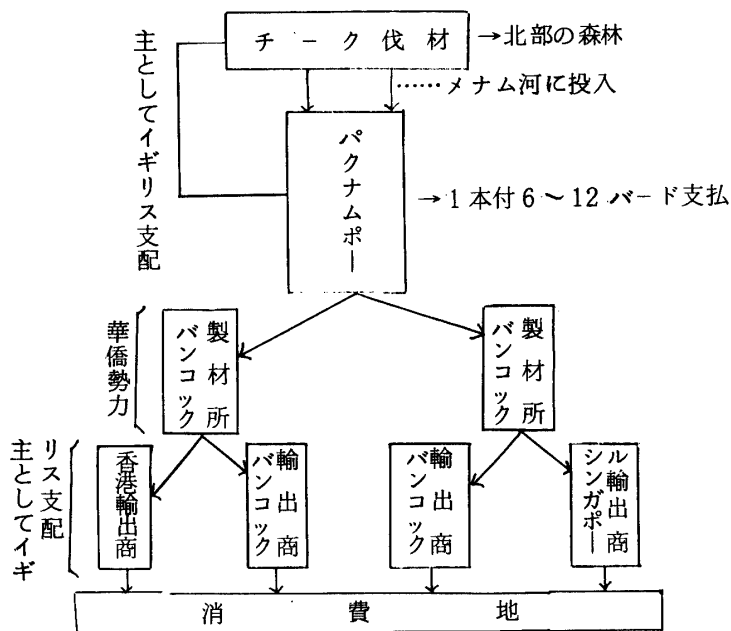 チーク伐材
→北部の森林
……メナム河に投入
主としてイギリス支配
パクナムポー
→1本付6〜12バード支払
華僑勢力
製材所
バンコック
製材所
バンコック
主としてイギ
リス支配
香港輸出商
輸出商
バンコック
輸出商
バンコック
シンガポー
ル輸出商
消費地